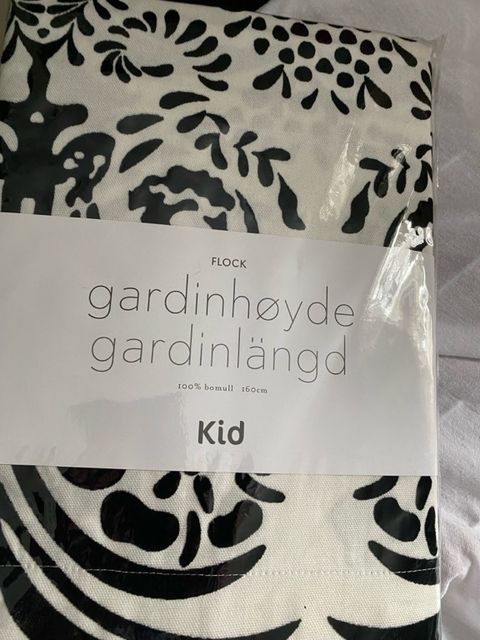 FLOCK
gardinhøyde
gardinlängd
100% bomull 160cm
Kid